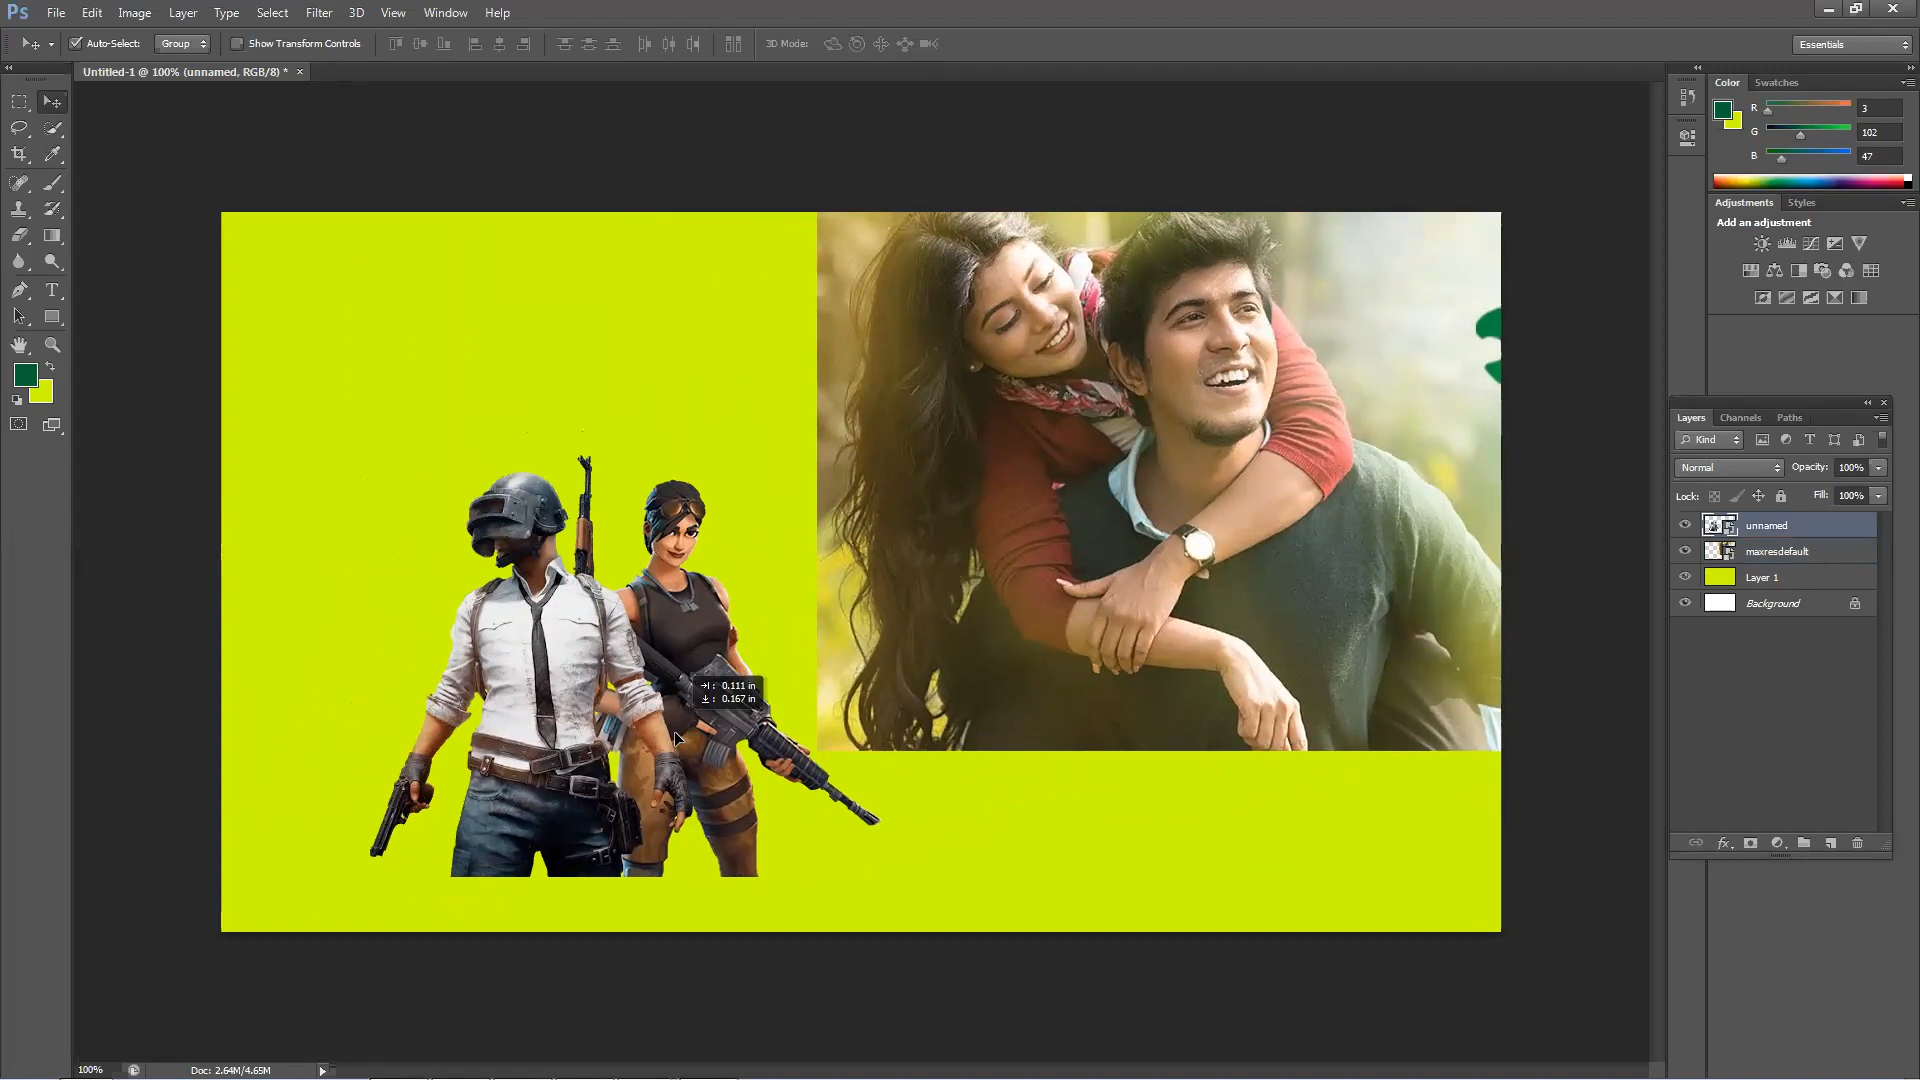 Ps File Edit Image Layer Type Select Filter 3D View Window Help
Auto-Select: Group Show Transform Controls 3D Mode: Essentials
Untitled-1 @ 100% (unnamed, RGB/8) * ×
Color Swatches
R 3
G 102
B 47
Adjustments Styles
Add an adjustment
T
Layers Channels Paths
Kind T
Normal Opacity: 100%
Lock: Fill: 100%
unnamed
maxresdefault
Layer 1
Background
0.111 in
0.167 in
fx
100% Doc: 2.64M/4.65M